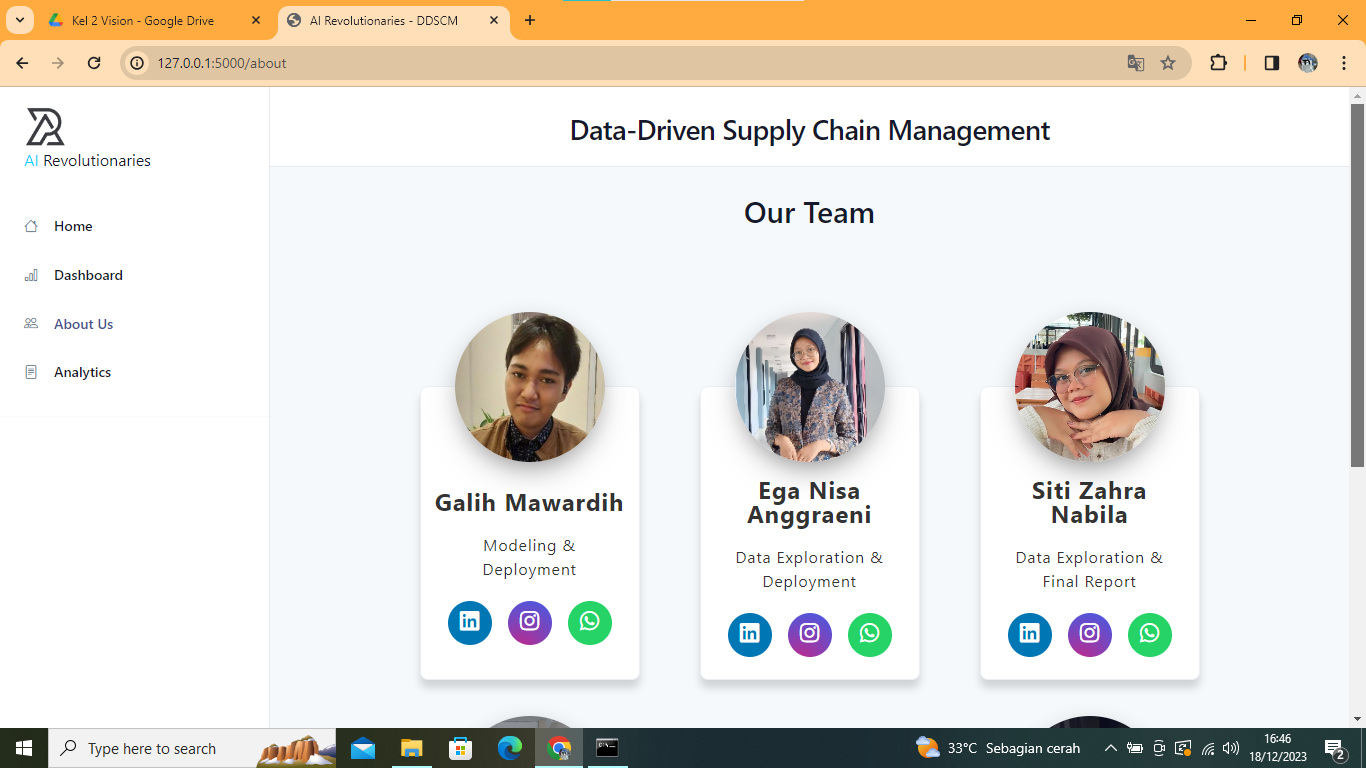 Kel 2 Vision - Google Drive
AI Revolutionaries - DDSCM
127.0.0.1:5000/about
AI Revolutionaries
Home
Dashboard
About Us
Analytics
Data-Driven Supply Chain Management
Our Team
Galih Mawardih
Modeling &
Deployment
Ega Nisa
Anggraeni
Data Exploration &
Deployment
Siti Zahra
Nabila
Data Exploration &
Final Report
Type here to search
33°C Sebagian cerah
16:46
18/12/2023
2